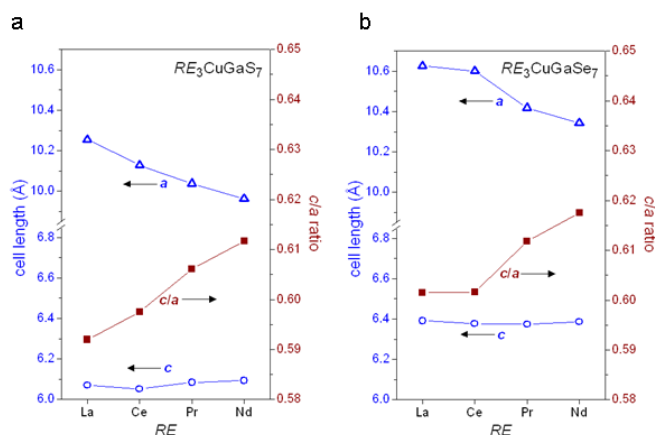 a
RE₃CuGaS₇
cell length (Å)
10.6
10.4
10.2
10.0
6.8
6.6
6.4
6.2
6.0
a
c/a
c
0.65
0.64
0.63
0.62
0.61
0.60
0.59
0.58
c/a ratio
La Ce Pr Nd
RE
b
RE₃CuGaSe₇
cell length (Å)
10.6
10.4
10.2
10.0
6.8
6.6
6.4
6.2
6.0
a
c/a
c
0.65
0.64
0.63
0.62
0.61
0.60
0.59
0.58
c/a ratio
La Ce Pr Nd
RE